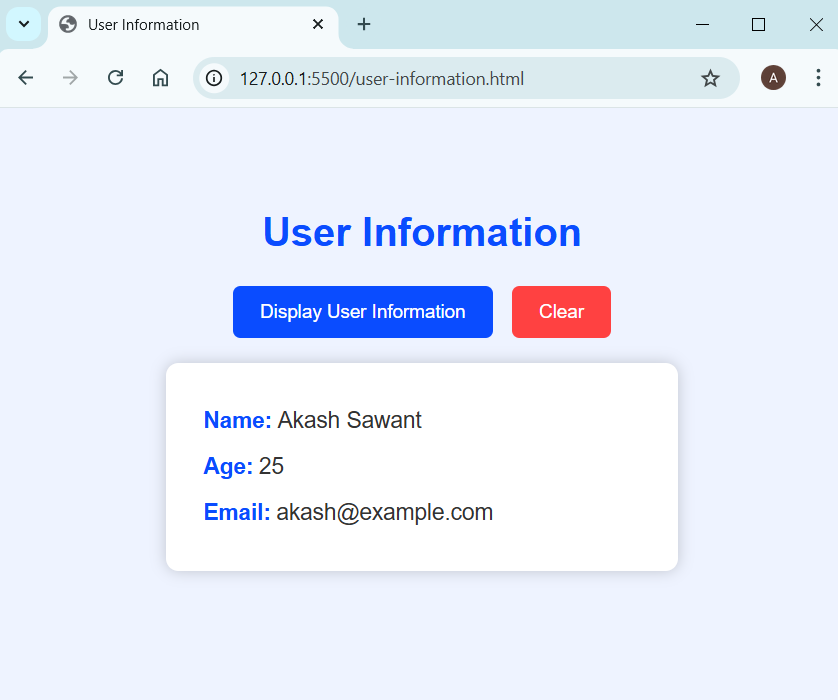 User Information
127.0.0.1:5500/user-information.html
A
User Information
Display User Information Clear
Name: Akash Sawant
Age: 25
Email: akash@example.com